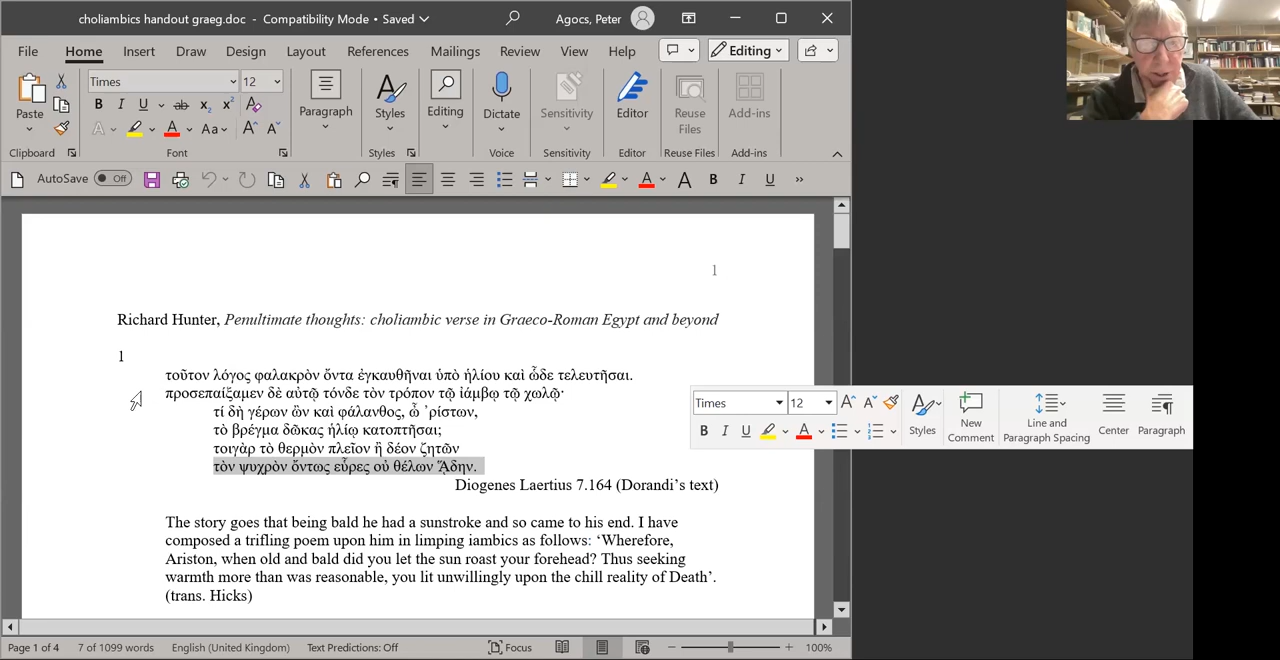 choliambics handout graeg.doc - Compatibility Mode • Saved
Agocs, Peter
File Home Insert Draw Design Layout References Mailings Review View Help Editing
Times 12
B I U ab x₂ x² A
A A Aa A A
Paste Paragraph Styles Editing Dictate Sensitivity Editor Reuse Files Add-ins
Clipboard Font Styles Voice Sensitivity Editor Reuse Files Add-ins
AutoSave Off A A B I U »
1
Richard Hunter, Penultimate thoughts: choliambic verse in Graeco-Roman Egypt and beyond
1
τοῦτον λόγος φαλακρὸν ὄντα ἐγκαυθῆναι ὑπὸ ἡλίου καὶ ὧδε τελευτῆσαι.
προσεπαίξαμεν δὲ αὐτῷ τόνδε τὸν τρόπον τῷ ἰάμβῳ τῷ χωλῷ·
τί δὴ γέρων ὢν καὶ φάλανθος, ὦ ’ρίστων,
τὸ βρέγμα δῶκας ἡλίῳ κατοπτῆσαι;
τοιγὰρ τὸ θερμὸν πλεῖον ἢ δέον ζητῶν
τὸν ψυχρὸν ὄντως εὗρες οὐ θέλων Ἅιδην.
Diogenes Laertius 7.164 (Dorandi’s text)
The story goes that being bald he had a sunstroke and so came to his end. I have
composed a trifling poem upon him in limping iambics as follows: ‘Wherefore,
Ariston, when old and bald did you let the sun roast your forehead? Thus seeking
warmth more than was reasonable, you lit unwillingly upon the chill reality of Death’.
(trans. Hicks)
Times 12 A A
B I U A
Styles New Comment Line and Paragraph Spacing Center Paragraph
Page 1 of 4 7 of 1099 words English (United Kingdom) Text Predictions: Off Focus 100%